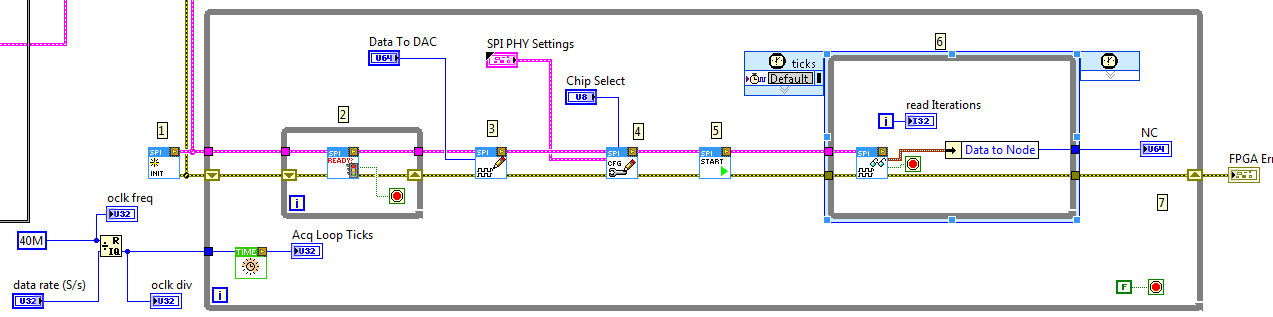 6
Data To DAC
SPI PHY Settings
U64
ticks
Default
Chip Select
U8
read Iterations
i
I32
1
2
3
4
5
NC
SPI
INIT
SPI
READY
SPI
SPI
CFG
SPI
START
SPI
Data to Node
U64
FPGA Err
i
7
oclk freq
U32
40M
R
IQ
Acq Loop Ticks
TIME
U32
data rate (S/s)
U32
oclk div
U32
i
F